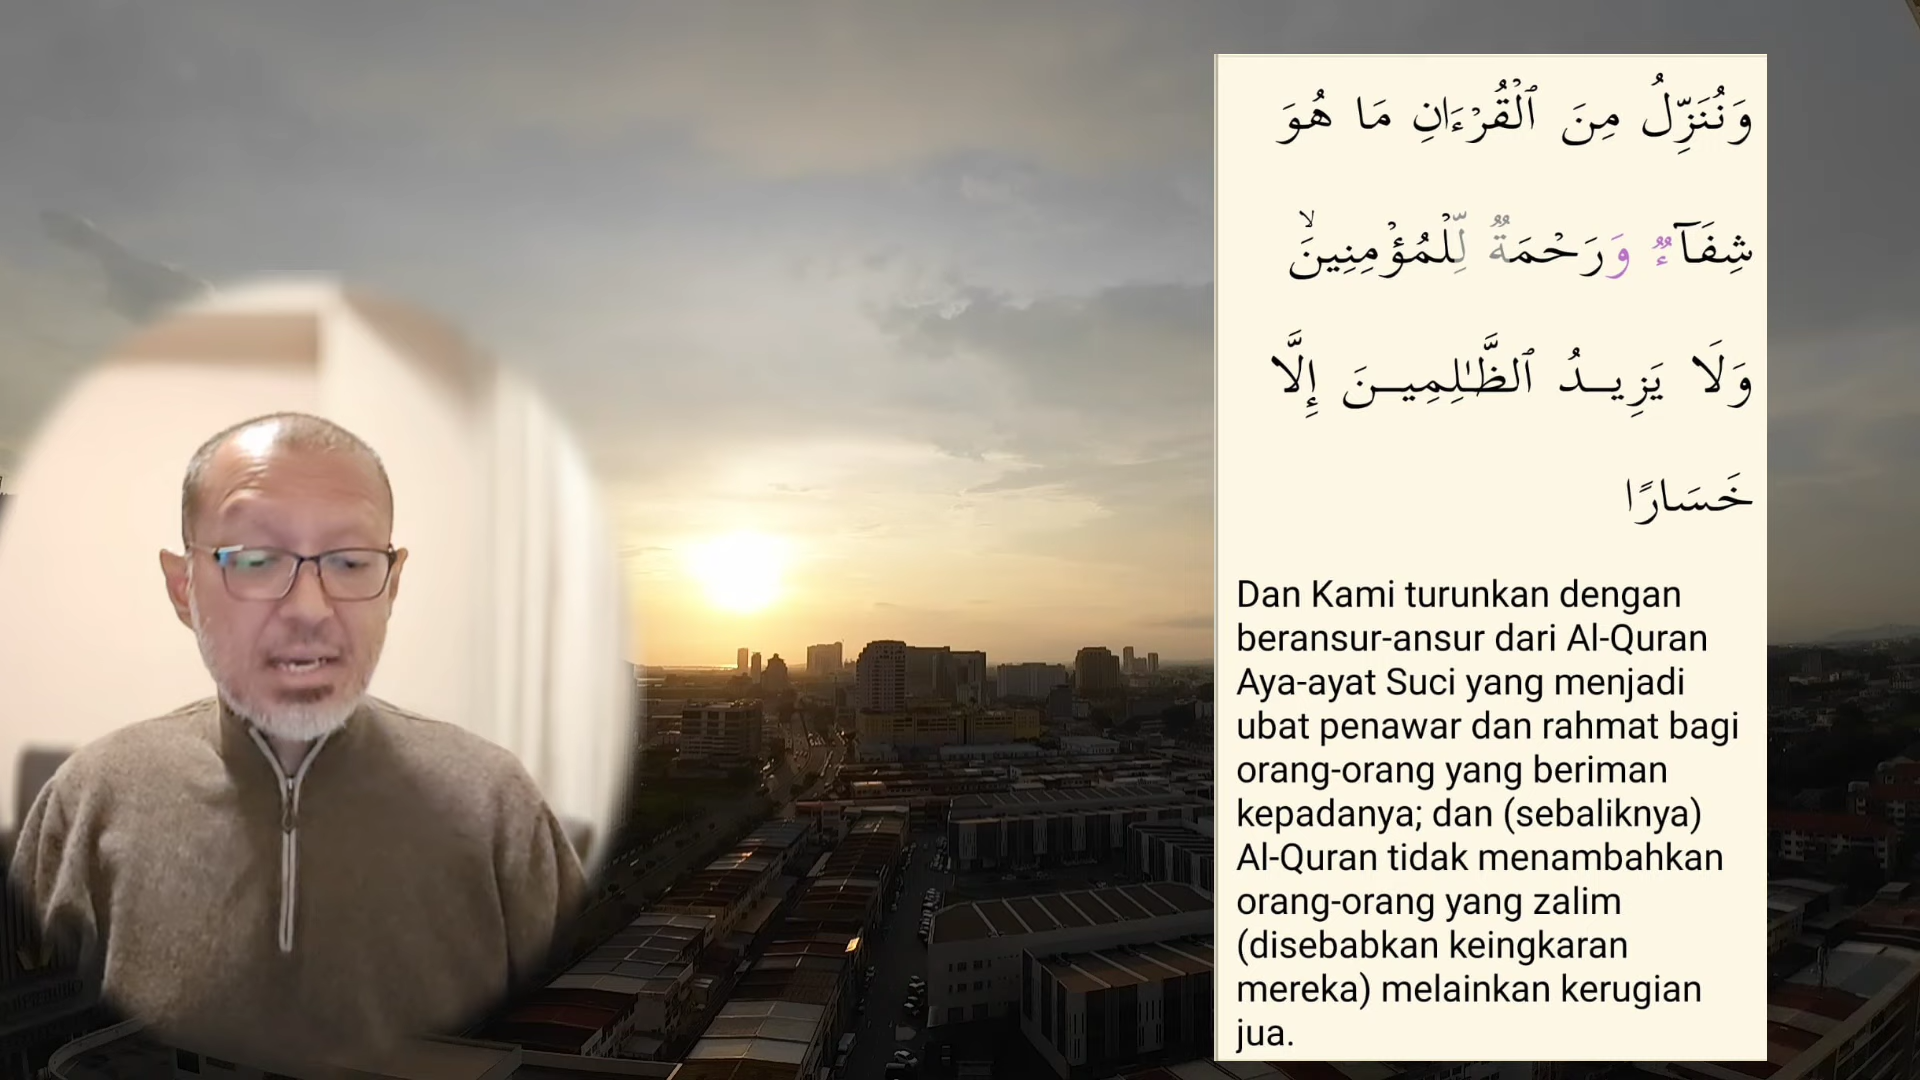 وَنُنَزِّلُ مِنَ ٱلْقُرْءَانِ مَا هُوَ
شِفَآءٌ وَرَحْمَةٌ لِّلْمُؤْمِنِينَ ۙ
وَلَا يَزِيدُ ٱلظَّـٰلِمِينَ إِلَّا
خَسَارًا
Dan Kami turunkan dengan
beransur-ansur dari Al-Quran
Aya-ayat Suci yang menjadi
ubat penawar dan rahmat bagi
orang-orang yang beriman
kepadanya; dan (sebaliknya)
Al-Quran tidak menambahkan
orang-orang yang zalim
(disebabkan keingkaran
mereka) melainkan kerugian
jua.